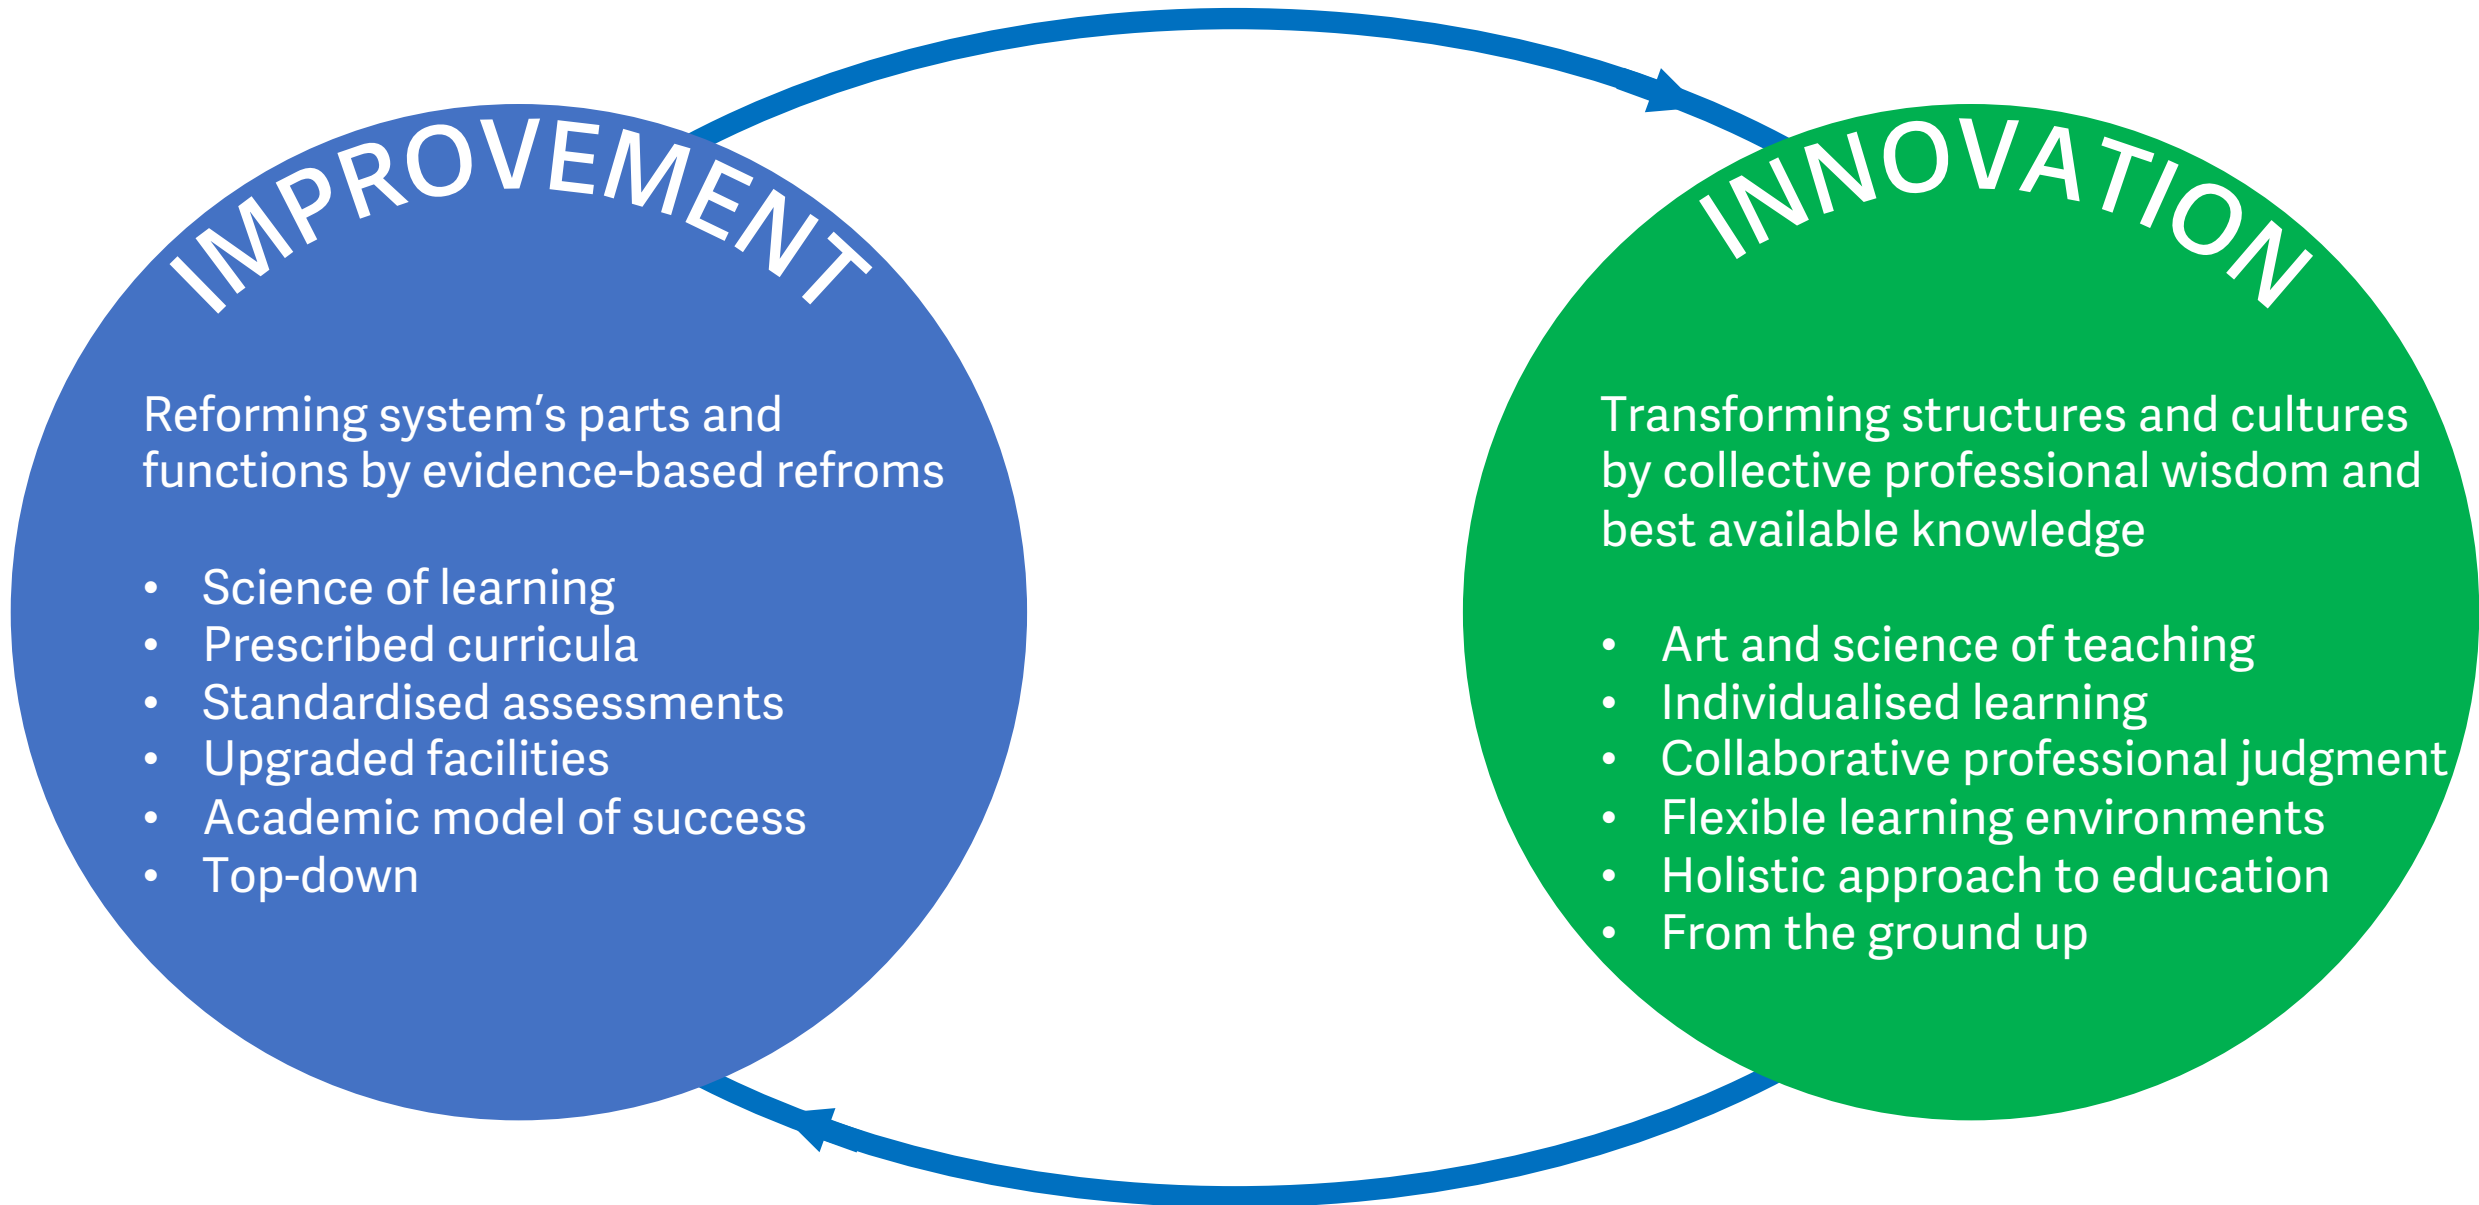 IMPROVEMENT
Reforming system’s parts and
functions by evidence-based refroms
• Science of learning
• Prescribed curricula
• Standardised assessments
• Upgraded facilities
• Academic model of success
• Top-down
INNOVATION
Transforming structures and cultures
by collective professional wisdom and
best available knowledge
• Art and science of teaching
• Individualised learning
• Collaborative professional judgment
• Flexible learning environments
• Holistic approach to education
• From the ground up